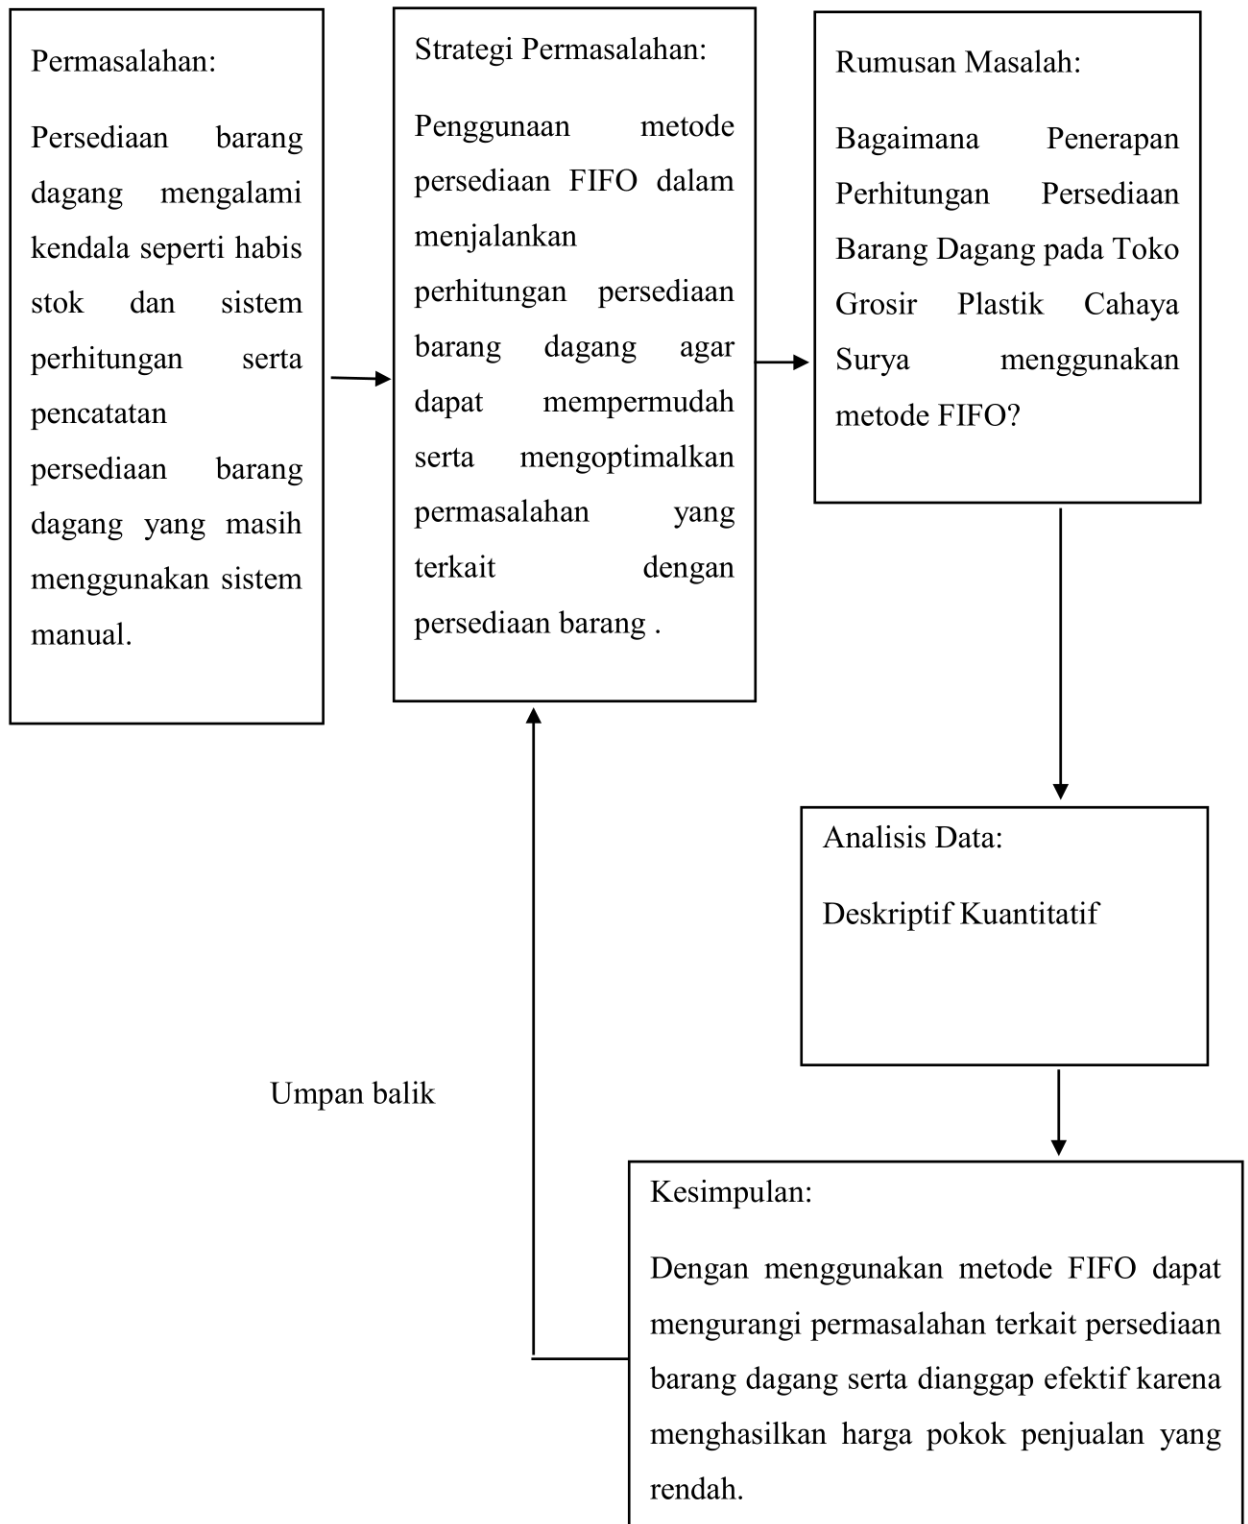 Permasalahan:
Persediaan barang
dagang mengalami
kendala seperti habis
stok dan sistem
perhitungan serta
pencatatan
persediaan barang
dagang yang masih
menggunakan sistem
manual.
Strategi Permasalahan:
Penggunaan metode
persediaan FIFO dalam
menjalankan
perhitungan persediaan
barang dagang agar
dapat mempermudah
serta mengoptimalkan
permasalahan yang
terkait dengan
persediaan barang .
Rumusan Masalah:
Bagaimana Penerapan
Perhitungan Persediaan
Barang Dagang pada Toko
Grosir Plastik Cahaya
Surya menggunakan
metode FIFO?
Analisis Data:
Deskriptif Kuantitatif
Umpan balik
Kesimpulan:
Dengan menggunakan metode FIFO dapat
mengurangi permasalahan terkait persediaan
barang dagang serta dianggap efektif karena
menghasilkan harga pokok penjualan yang
rendah.